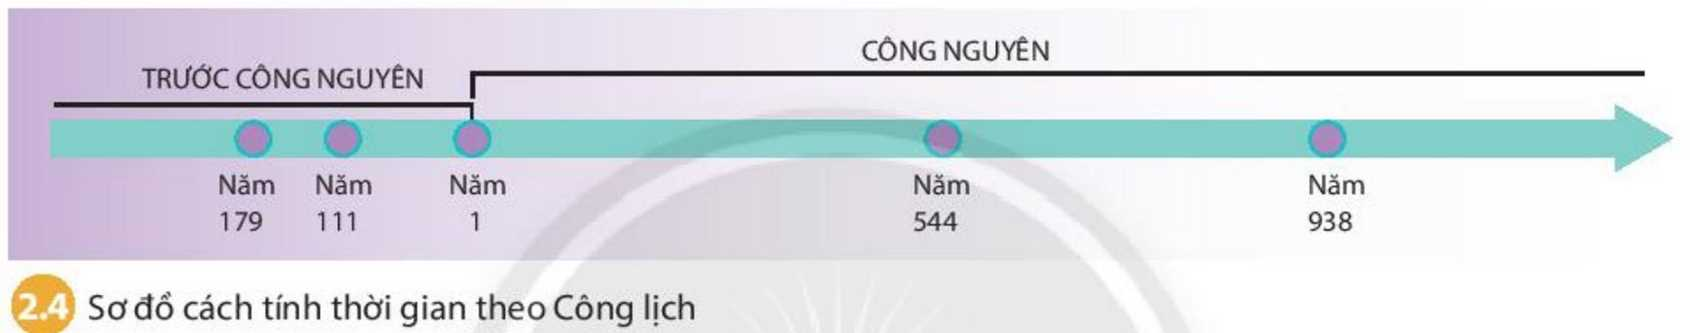 CÔNG NGUYÊN
TRƯỚC CÔNG NGUYÊN
Năm Năm Năm Năm Năm
179 111 1 544 938
2.4 Sơ đồ cách tính thời gian theo Công lịch